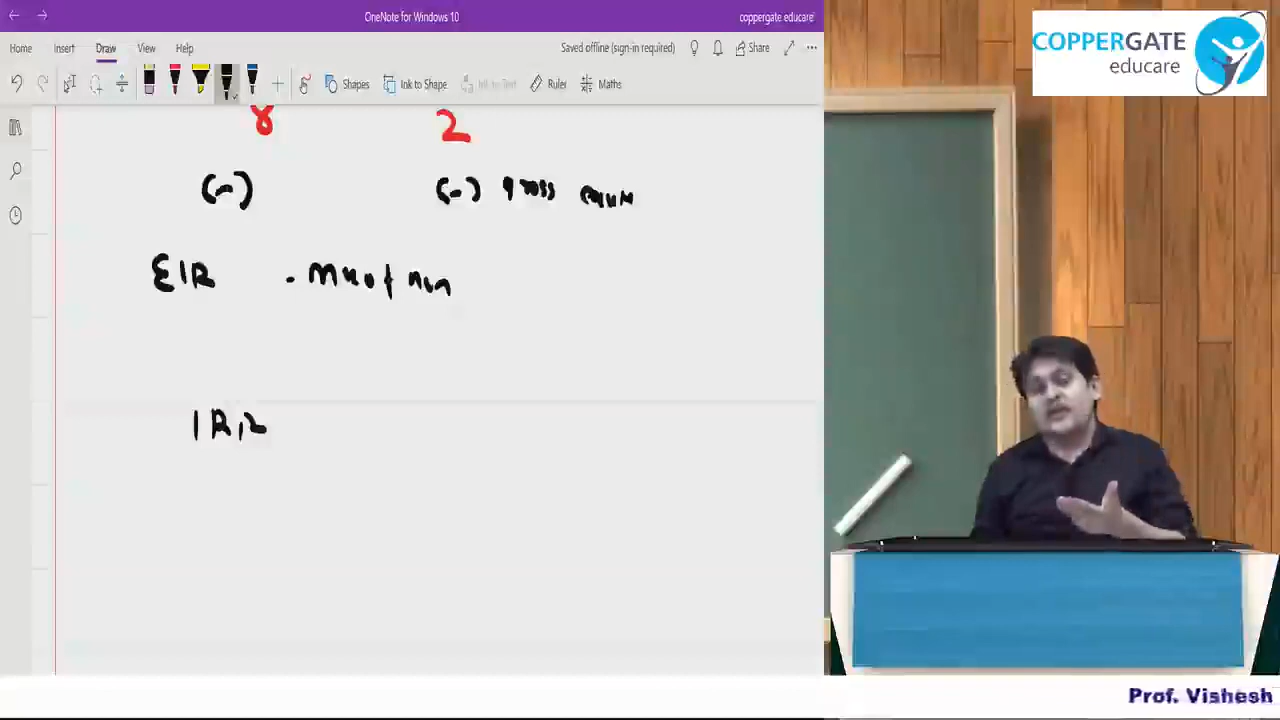 OneNote for Windows 10
coppergate educare
Home Insert Draw View Help
Saved offline (sign-in required)
Share
Shapes
Ink to Shape
Ink to Text
Ruler
Maths
COPPERGATE
educare
8 2
(-) (-) gross
EIR -
IRR
Prof. Vishesh